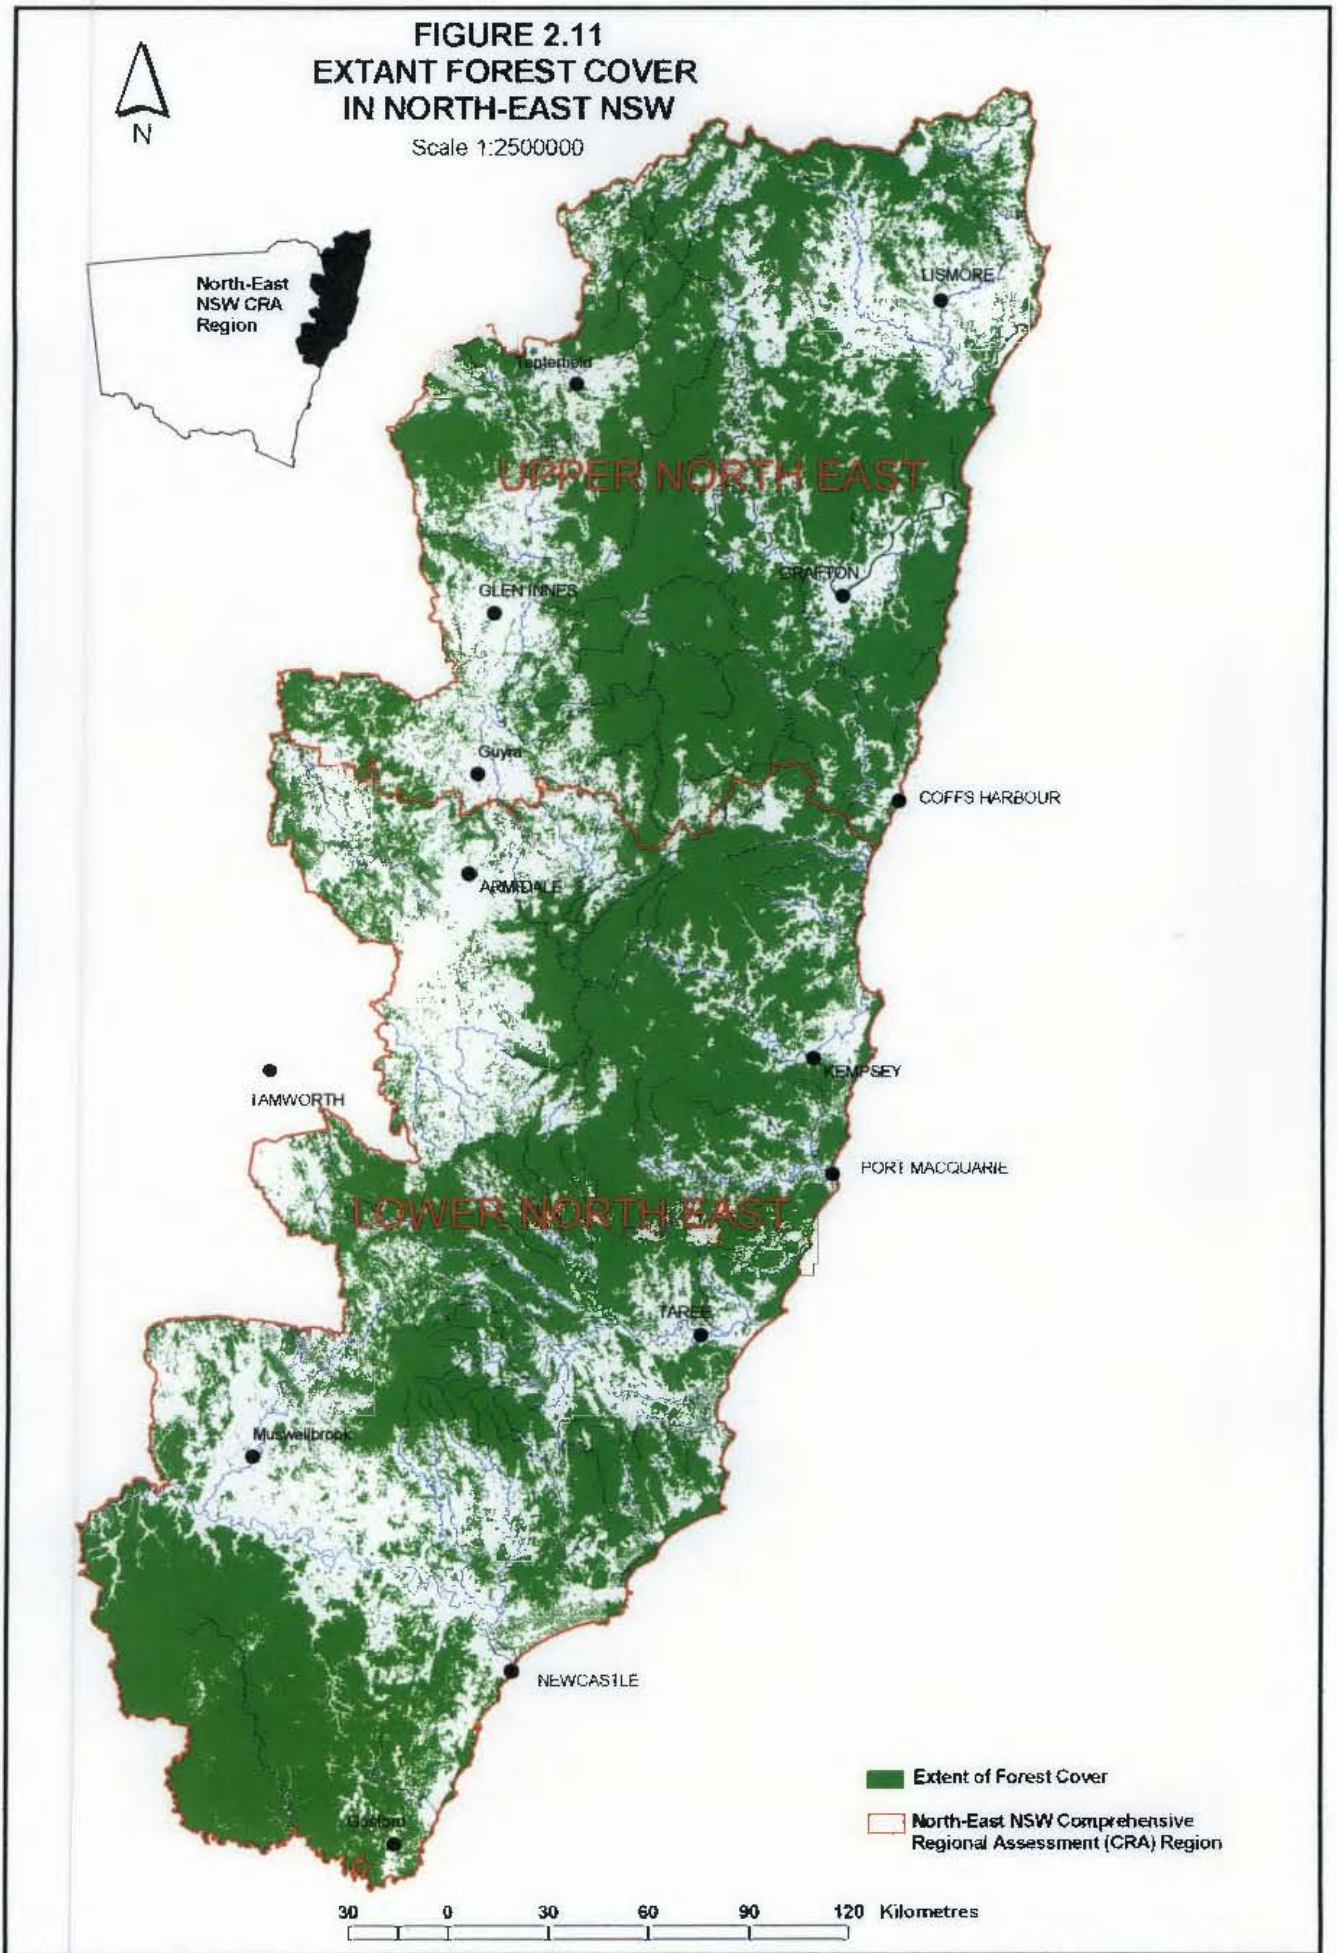 FIGURE 2.11
EXTANT FOREST COVER
IN NORTH-EAST NSW
Scale 1:2500000
N
North-East
NSW CRA
Region
LISMORE
Tenterfield
UPPER NORTH EAST
GRAFTON
GLEN INNES
Guyra
COFFS HARBOUR
ARMIDALE
KEMPSEY
TAMWORTH
PORT MACQUARIE
LOWER NORTH EAST
TAREE
Muswellbrook
NEWCASTLE
Extent of Forest Cover
North-East NSW Comprehensive
Regional Assessment (CRA) Region
Gosford
30 0 30 60 90 120 Kilometres